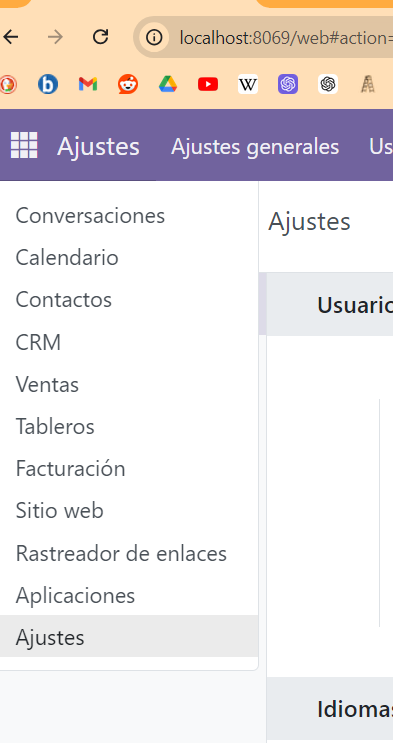 localhost:8069/web#action=
Ajustes Ajustes generales Us
Conversaciones
Ajustes
Calendario
Contactos
Usuario
CRM
Ventas
Tableros
Facturación
Sitio web
Rastreador de enlaces
Aplicaciones
Ajustes
Idiomas